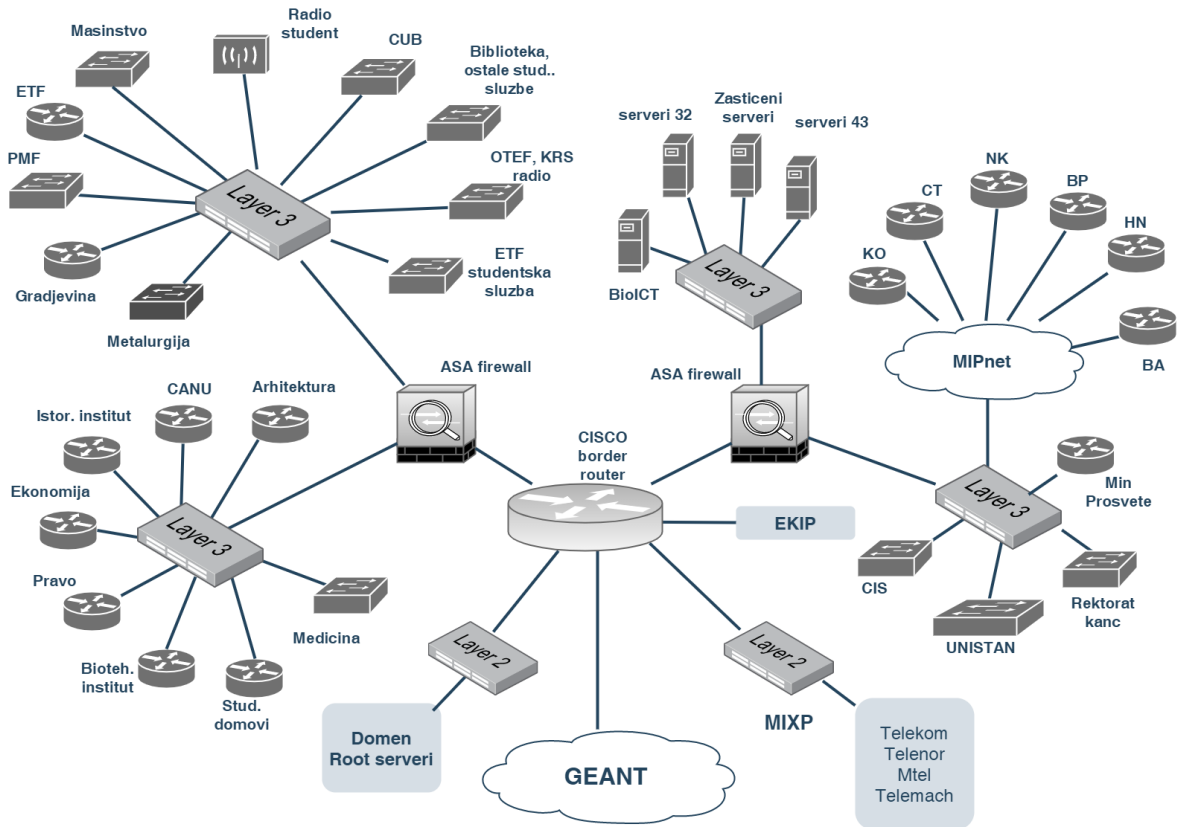 Masinstvo
Radio
student
CUB
Biblioteka,
ostale stud..
sluzbe
ETF
PMF
OTEF, KRS
radio
Layer 3
Gradjevina
ETF
studentska
sluzba
Metalurgija
serveri 32
Zasticeni
serveri
serveri 43
BioICT
Layer 3
KO
CT
NK
BP
HN
BA
MIPnet
ASA firewall
ASA firewall
CANU
Arhitektura
Istor. institut
Ekonomija
Layer 3
Pravo
Bioteh.
institut
Stud.
domovi
Medicina
CISCO
border
router
EKIP
Layer 3
Min
Prosvete
CIS
UNISTAN
Rektorat
kanc
Layer 2
Domen
Root serveri
GEANT
Layer 2
MIXP
Telekom
Telenor
Mtel
Telemach